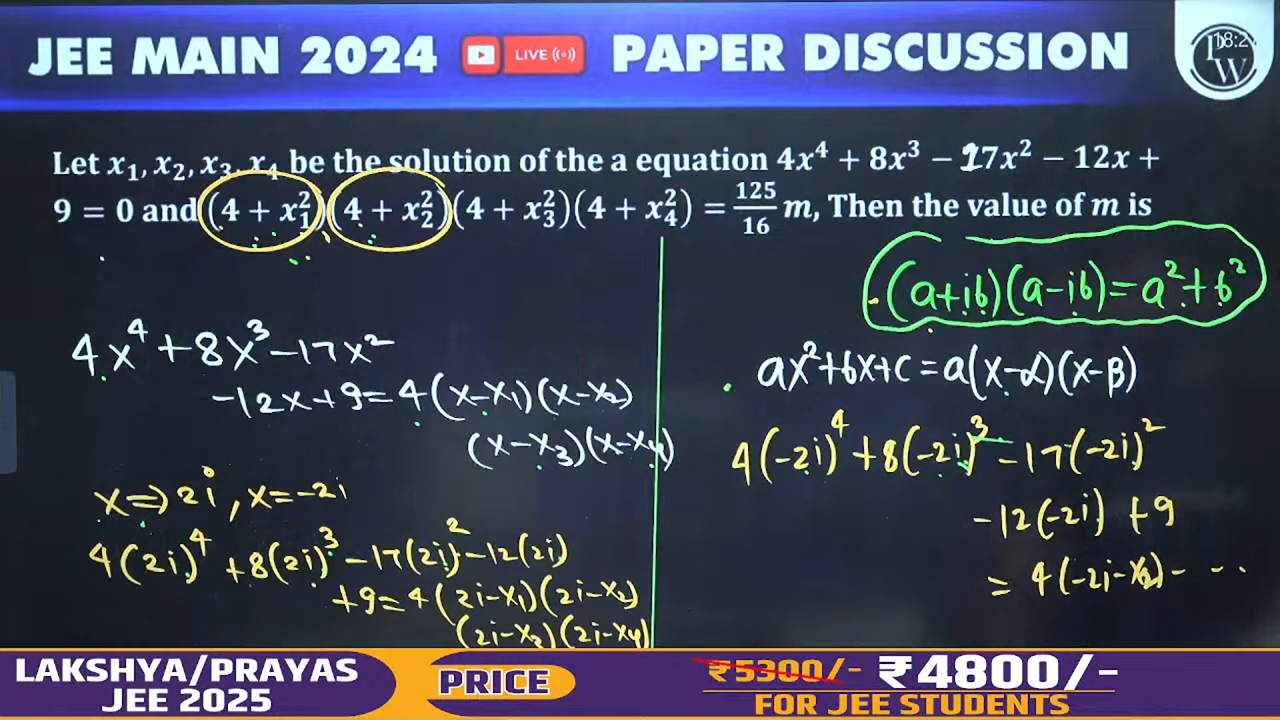 JEE MAIN 2024 LIVE PAPER DISCUSSION
18:2
W
Let x₁, x₂, x₃, x₄ be the solution of the a equation 4x⁴ + 8x³ − 17x² − 12x +
9 = 0 and (4 + x₁²)(4 + x₂²)(4 + x₃²)(4 + x₄²) = 125/16 m, Then the value of m is
(a+ib)(a-ib)=a²+b²
4x⁴+8x³-17x²
-12x+9=4(x-x₁)(x-x₂)
(x-x₃)(x-x₄)
x⇒2i, x=-2i
4(2i)⁴+8(2i)³-17(2i)²-12(2i)
+9=4(2i-x₁)(2i-x₂)
(2i-x₃)(2i-x₄)
ax²+bx+c=a(x-α)(x-β)
4(-2i)⁴+8(-2i)³-17(-2i)²
-12(-2i)+9
=4(-2i-x₁)- ...
LAKSHYA/PRAYAS
JEE 2025
PRICE
₹5300/- ₹4800/-
FOR JEE STUDENTS